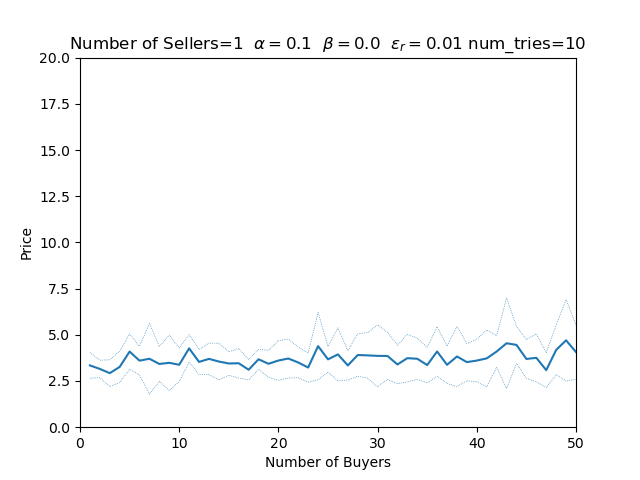 Number of Sellers=1 α = 0.1 β = 0.0 ε_r = 0.01 num_tries=10
20.0
17.5
15.0
12.5
10.0
7.5
5.0
2.5
0.0
Price
0 10 20 30 40 50
Number of Buyers